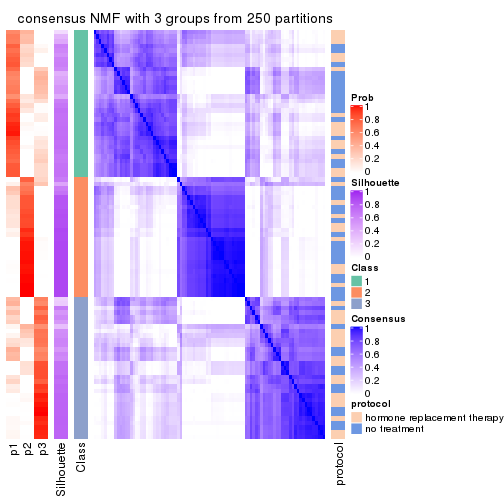 consensus NMF with 3 groups from 250 partitions
Prob
1
0.8
0.6
0.4
0.2
0
Silhouette
1
0.8
0.6
0.4
0.2
0
Class
1
2
3
Consensus
1
0.8
0.6
0.4
0.2
0
protocol
hormone replacement therapy
no treatment
p1
p2
p3
Silhouette
Class
protocol